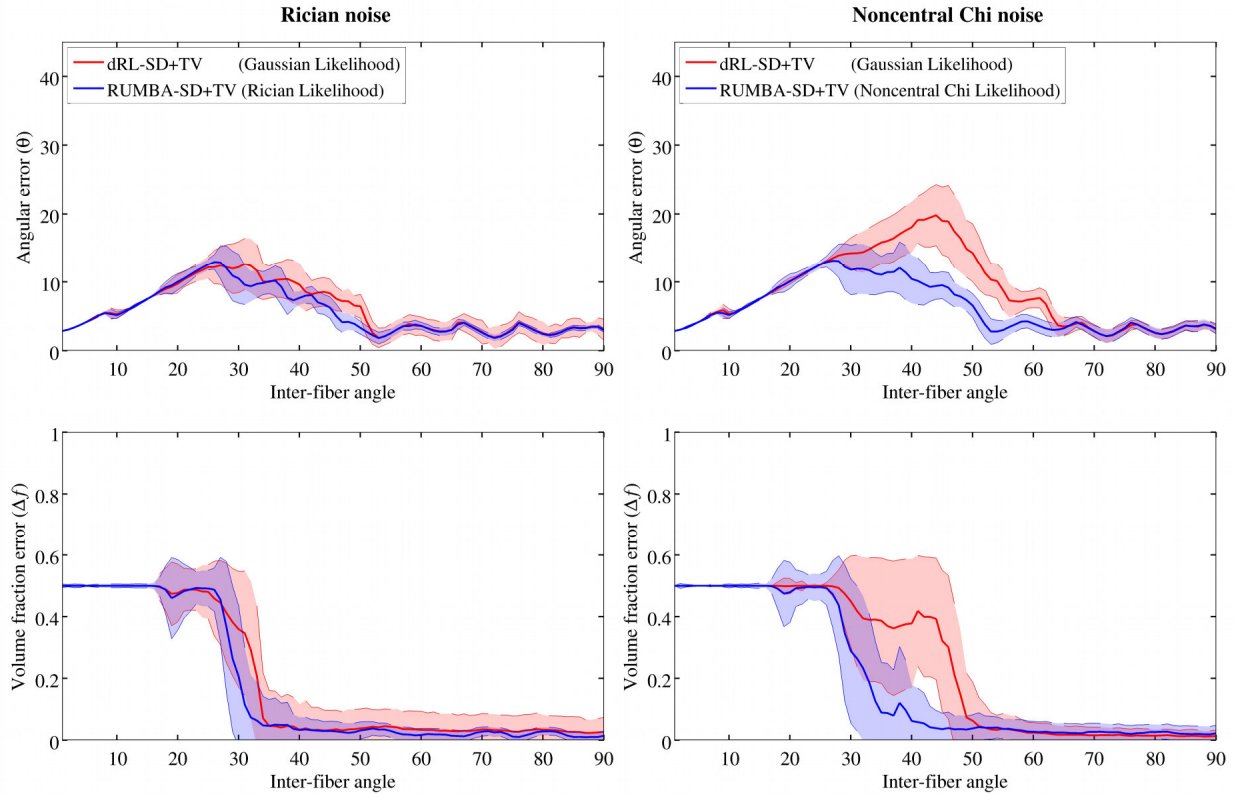 Rician noise
Angular error (θ)
40
30
20
10
0
dRL-SD+TV (Gaussian Likelihood)
RUMBA-SD+TV (Rician Likelihood)
10 20 30 40 50 60 70 80 90
Inter-fiber angle
Noncentral Chi noise
Angular error (θ)
40
30
20
10
0
dRL-SD+TV (Gaussian Likelihood)
RUMBA-SD+TV (Noncentral Chi Likelihood)
10 20 30 40 50 60 70 80 90
Inter-fiber angle
Volume fraction error (Δf)
1
0.8
0.6
0.4
0.2
0
10 20 30 40 50 60 70 80 90
Inter-fiber angle
Volume fraction error (Δf)
1
0.8
0.6
0.4
0.2
0
10 20 30 40 50 60 70 80 90
Inter-fiber angle